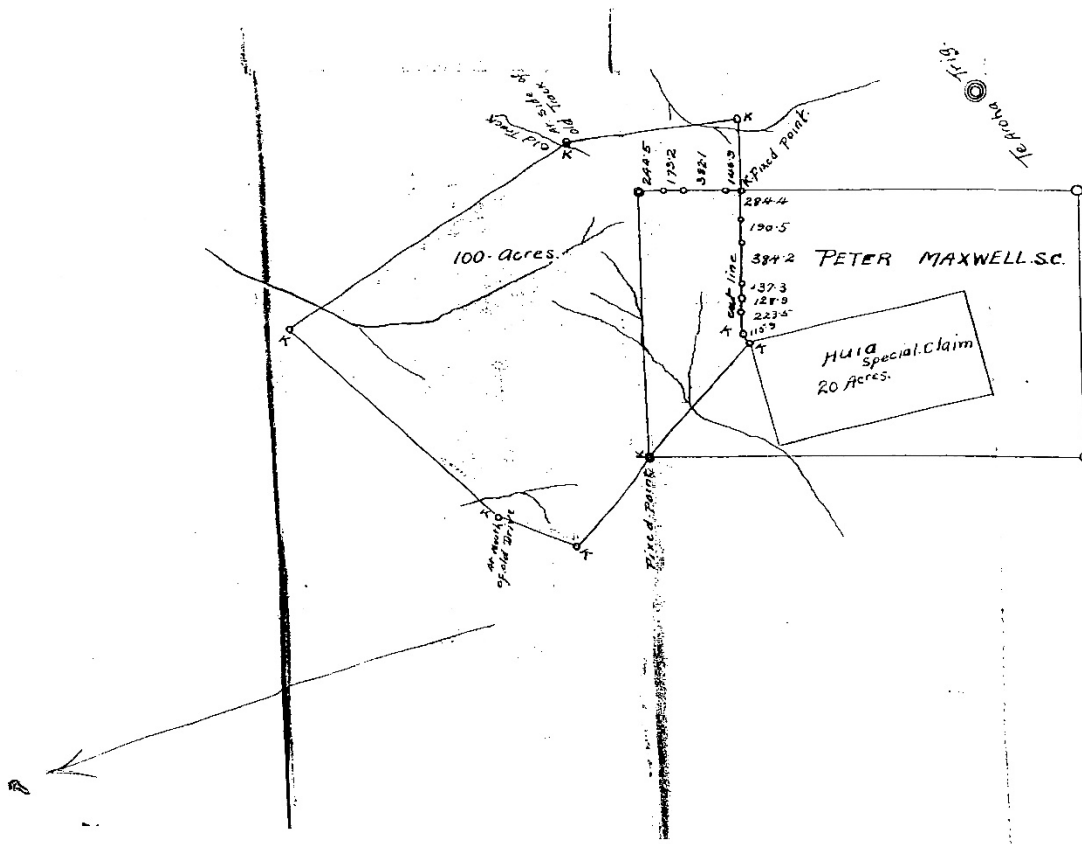 Te Aroha Trig.
At side of
old Track
old Track
K
K
K Fixed Point.
244.5
173.2
382.1
284.4
190.5
384.2
137.3
128.9
223.5
115.9
cut line
PETER MAXWELL.S.C.
100-Acres.
K
K
K
HUIA
Special.Claim
20 Acres.
K
Fixed.Point
K
At Mouth
of old Drive
K